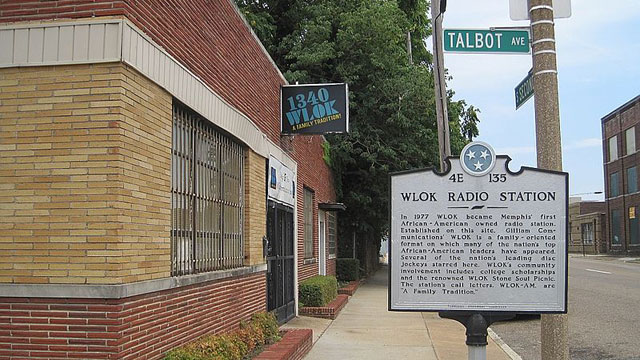 TALBOT AVE
SECOND
1340
WLOK
A FAMILY TRADITION!
4E 135
WLOK RADIO STATION
In 1977 WLOK became Memphis' first
African-American owned radio station.
Established on this site, Gilliam Com-
munications' WLOK is a family-oriented
format on which many of the nation's top
African-American leaders have appeared.
Several of the nation's leading disc
jockeys starred here. WLOK's community
involvement includes college scholarships
and the renowned WLOK Stone Soul Picnic.
The station's call letters, WLOK-AM, are
"A Family Tradition."